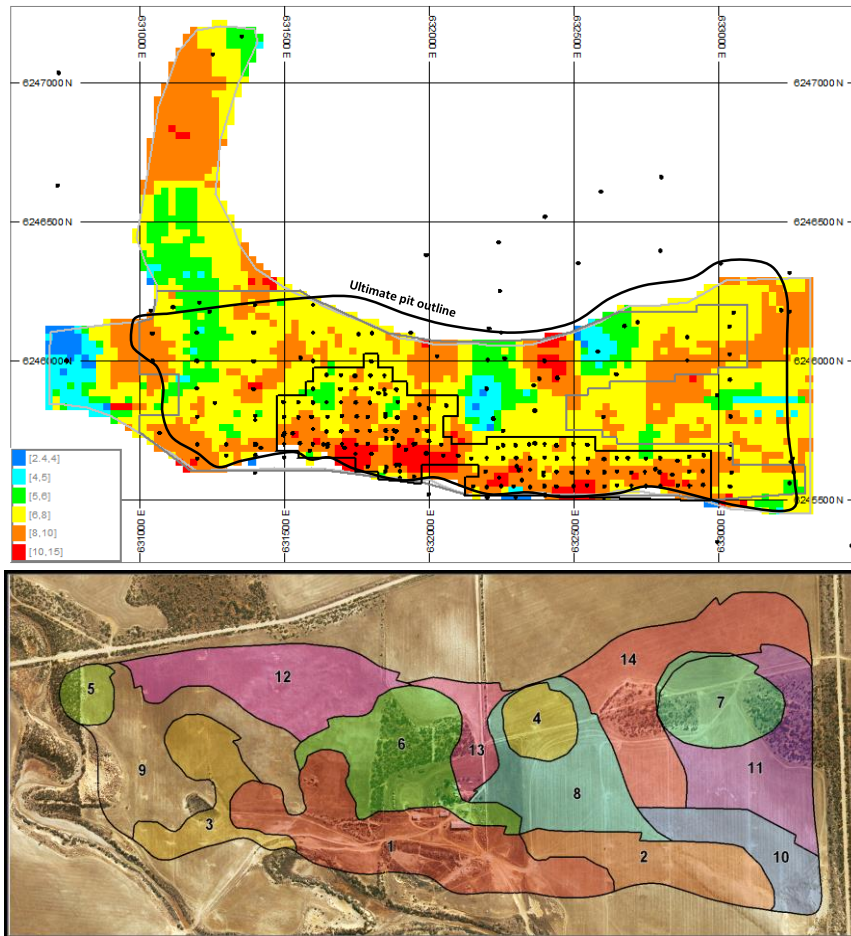 631000 E
631500 E
632000 E
632500 E
633000 E
6247000 N
6247000 N
6246500 N
6246500 N
Ultimate pit outline
6246000 N
6246000 N
[2.4,4]
[4,5]
[5,6]
[6,8]
[8,10]
[10,15]
6245500 N
631000 E
631500 E
632000 E
632500 E
633000 E
14
12
5
7
4
6
13
9
11
8
3
1
2
10